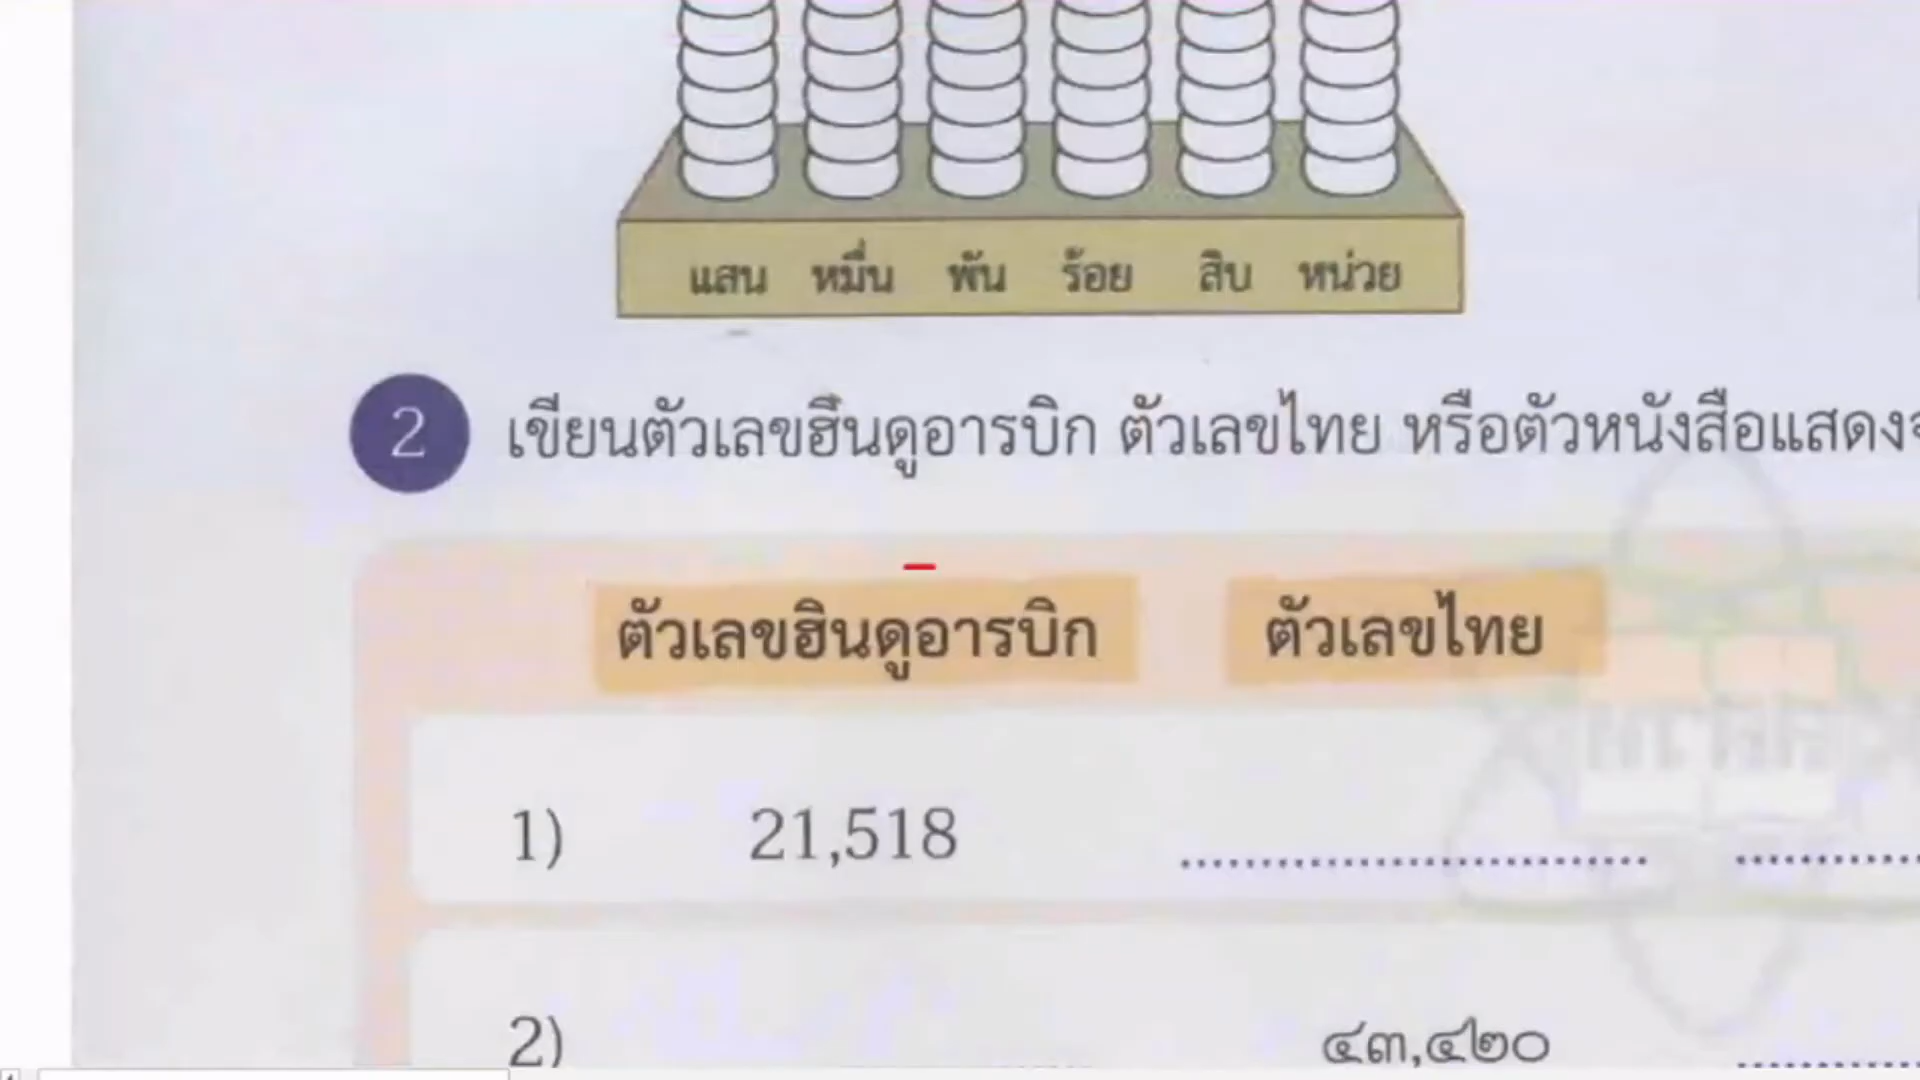 แสน หมื่น พัน ร้อย สิบ หน่วย
2 เขียนตัวเลขฮินดูอารบิก ตัวเลขไทย หรือตัวหนังสือแสดง
ตัวเลขฮินดูอารบิก ตัวเลขไทย
1) 21,518
2) ๔๓,๔๒๐